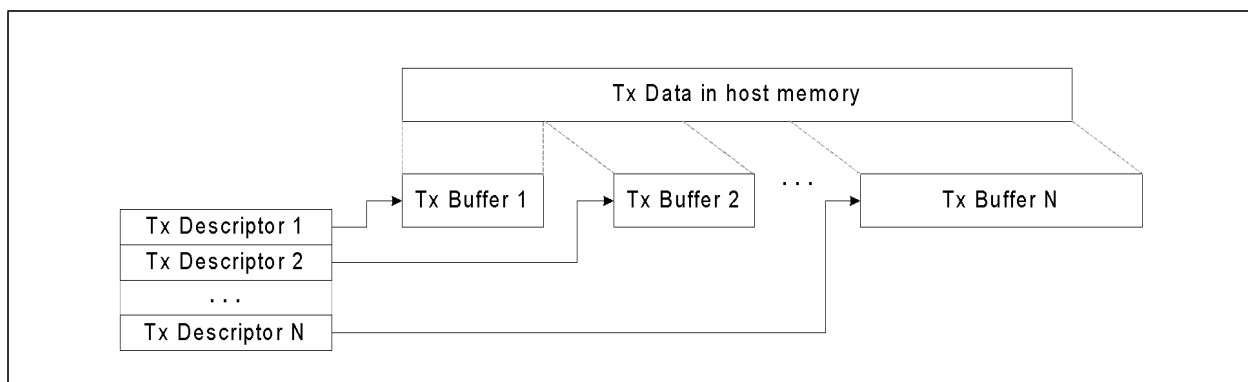 Tx Data in host memory
Tx Buffer 1
Tx Buffer 2
. . .
Tx Buffer N
Tx Descriptor 1
Tx Descriptor 2
. . .
Tx Descriptor N